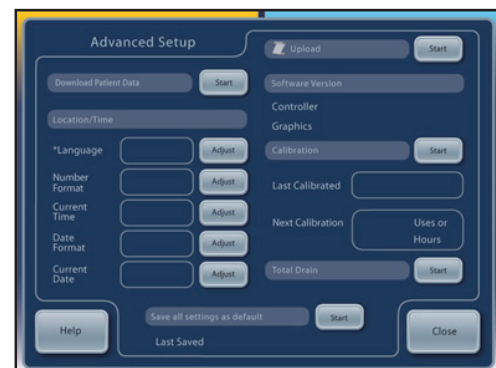 Advanced Setup
Upload Start
Download Patient Data Start
Software Version
Controller
Graphics
Location/Time
*Language Adjust
Calibration Start
Number
Format Adjust
Last Calibrated
Current
Time Adjust
Next Calibration Uses or
Hours
Date
Format Adjust
Current
Date Adjust
Total Drain Start
Save all settings as default Start
Last Saved
Help
Close